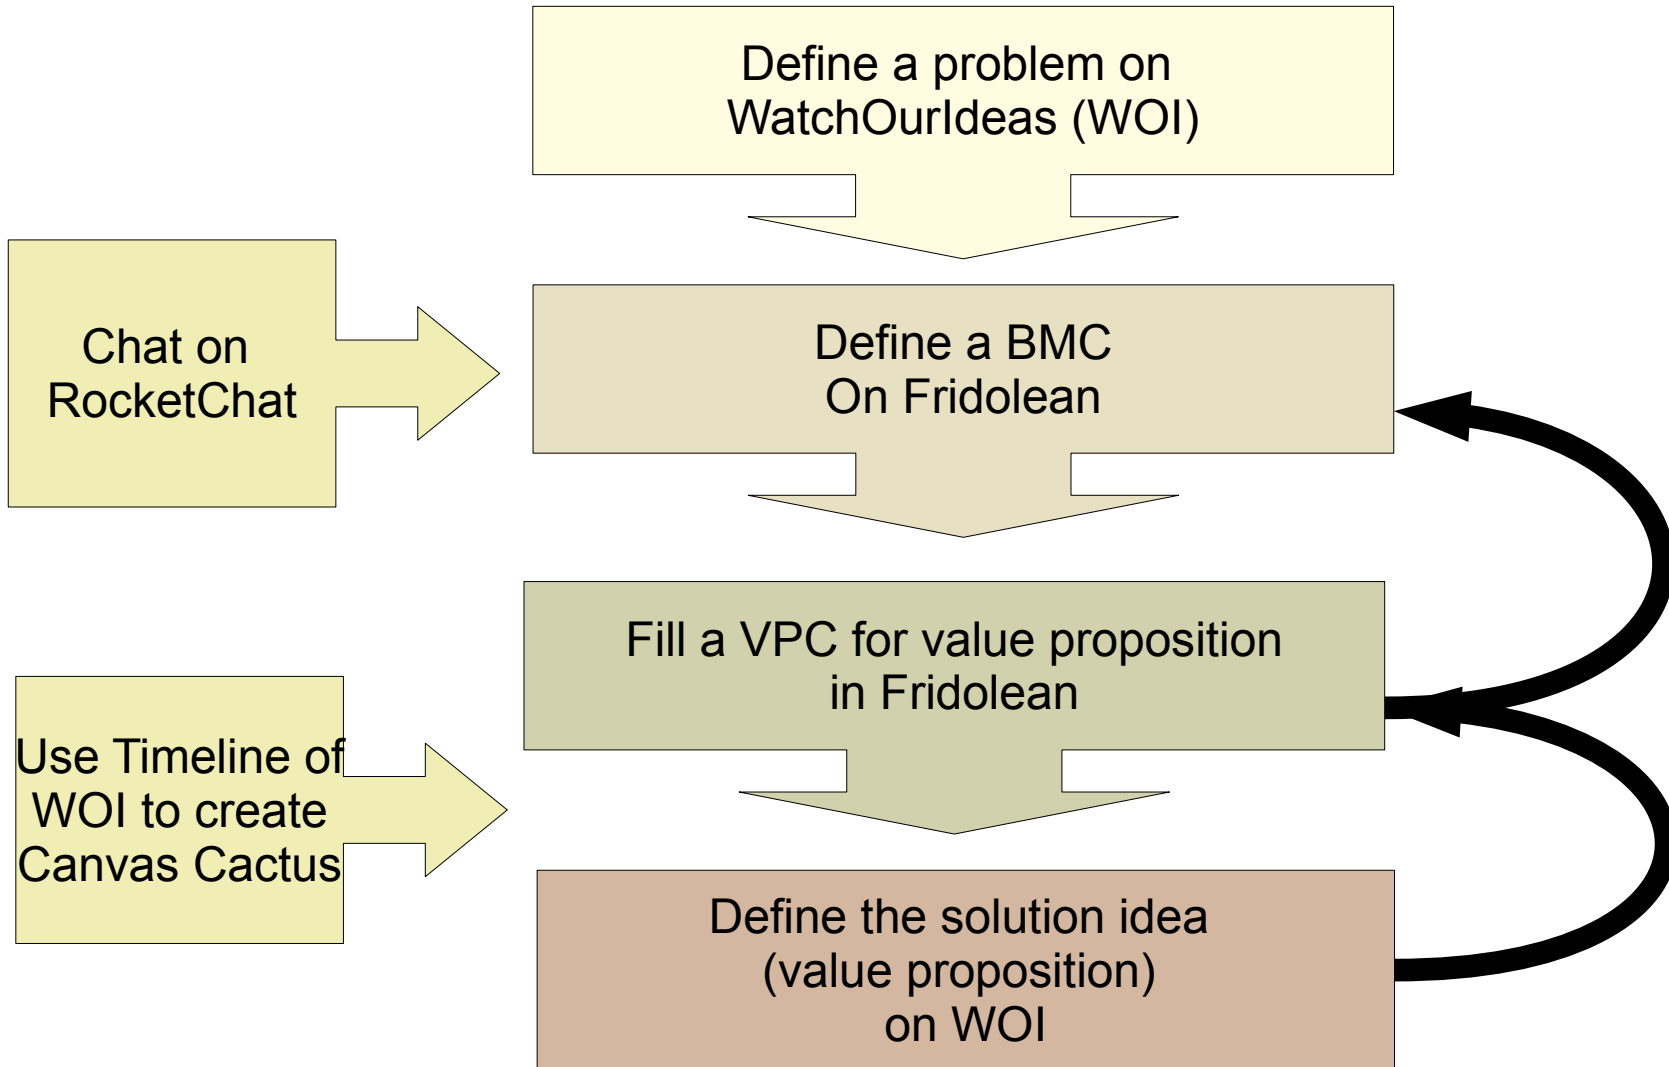 Define a problem on
WatchOurIdeas (WOI)
Chat on
RocketChat
Define a BMC
On Fridolean
Fill a VPC for value proposition
in Fridolean
Use Timeline of
WOI to create
Canvas Cactus
Define the solution idea
(value proposition)
on WOI